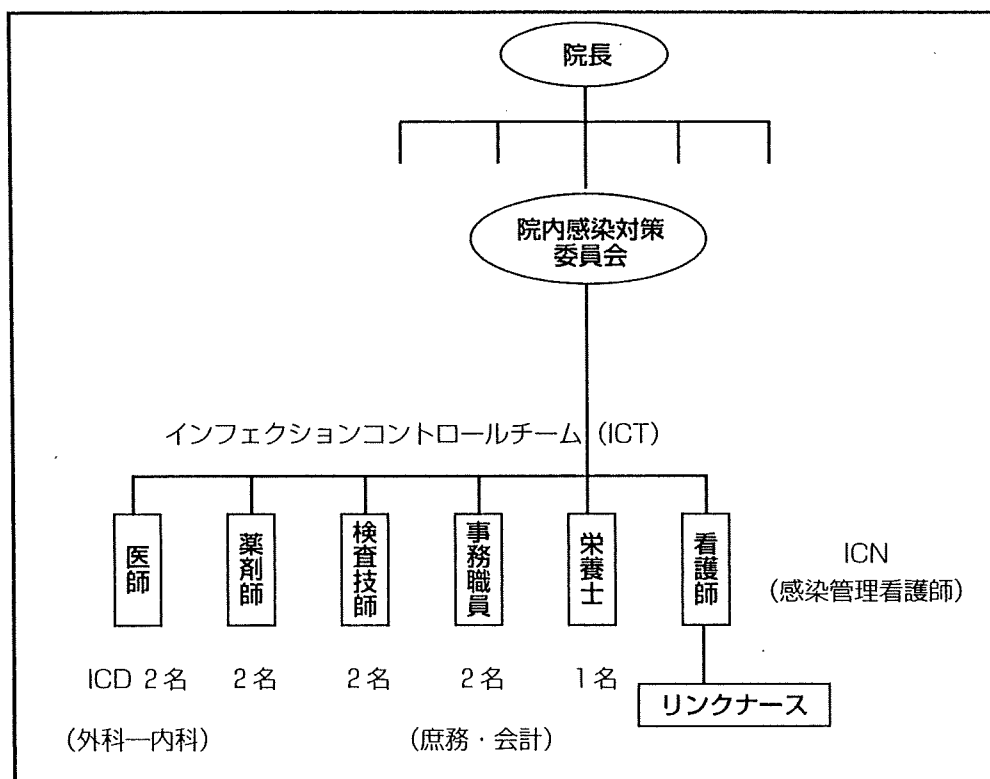 院長
院内感染対策
委員会
インフェクションコントロールチーム (ICT)
医師
薬剤師
検査技師
事務職員
栄養士
看護師
ICN
(感染管理看護師)
ICD 2名
2名
2名
2名
1名
リンクナース
(外科―内科)
(庶務・会計)